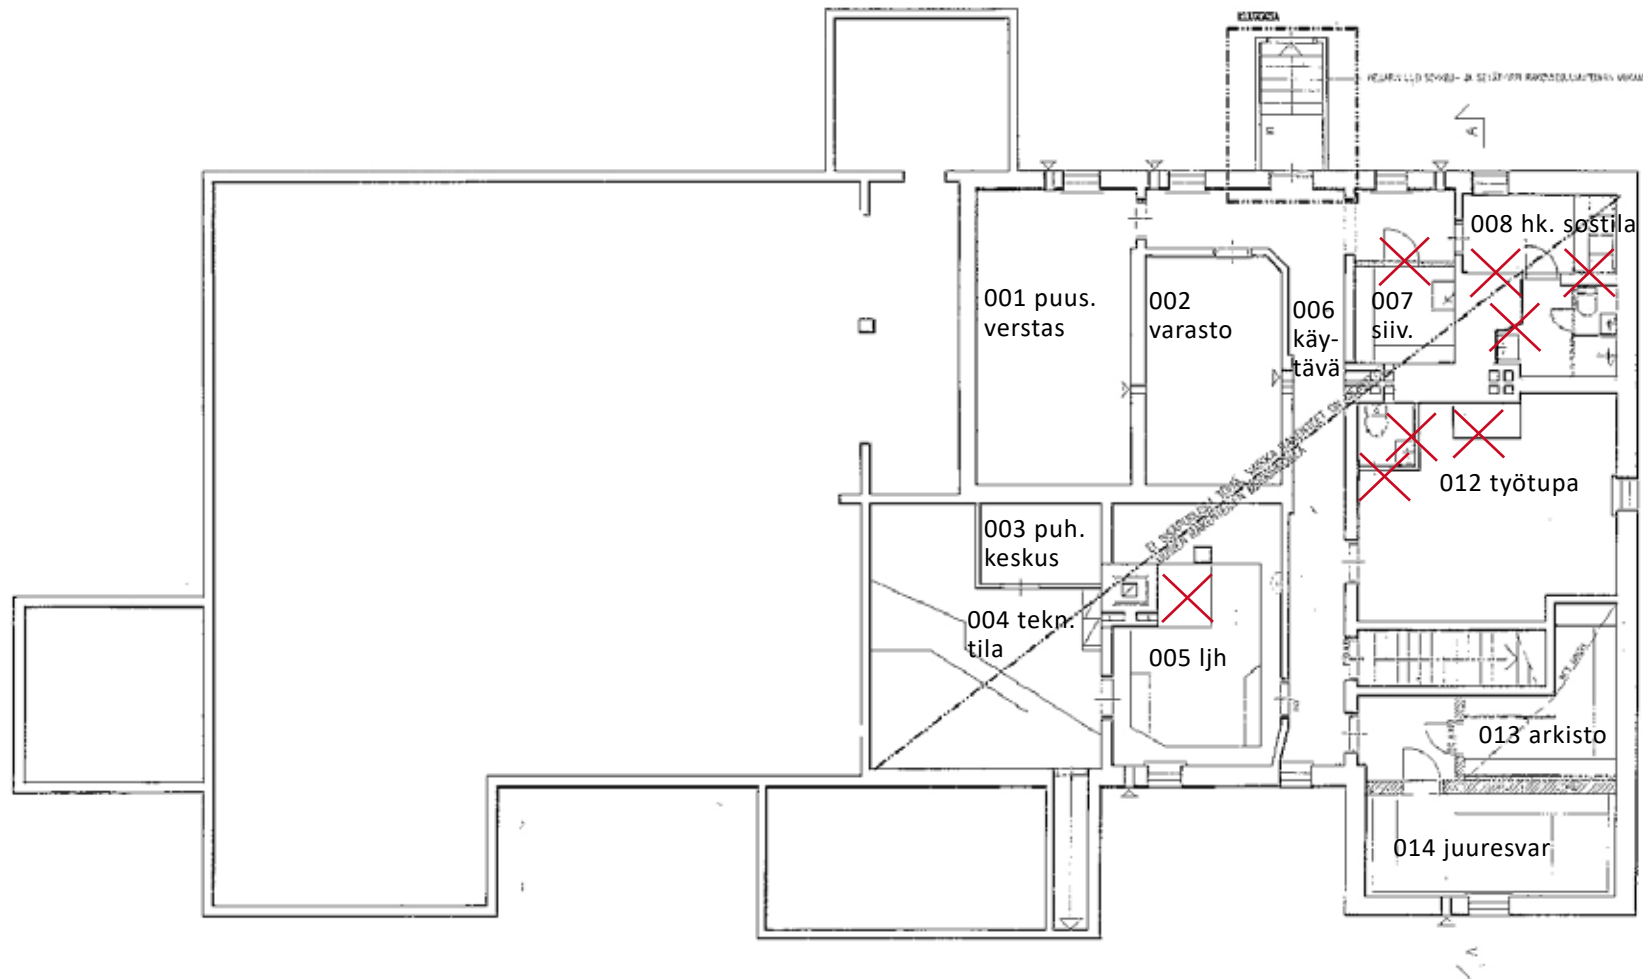 A
008 hk. sostila
001 puus.
verstas
002
varasto
006
käy-
tävä
007
siiv.
012 työtupa
003 puh.
keskus
004 tekn.
tila
005 ljh
013 arkisto
014 juuresvar